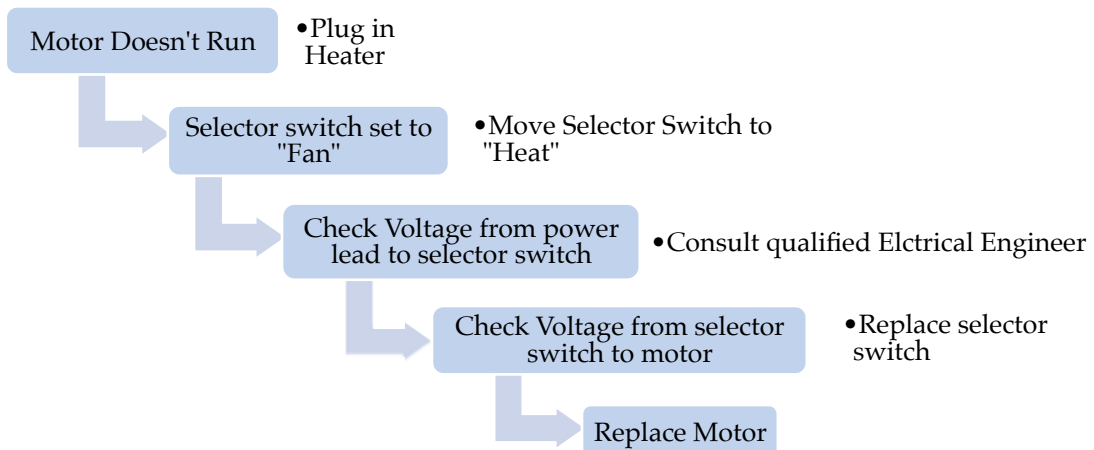 Motor Doesn't Run
•Plug in
Heater
Selector switch set to
"Fan"
•Move Selector Switch to
"Heat"
Check Voltage from power
lead to selector switch
•Consult qualified Elctrical Engineer
Check Voltage from selector
switch to motor
•Replace selector
switch
Replace Motor